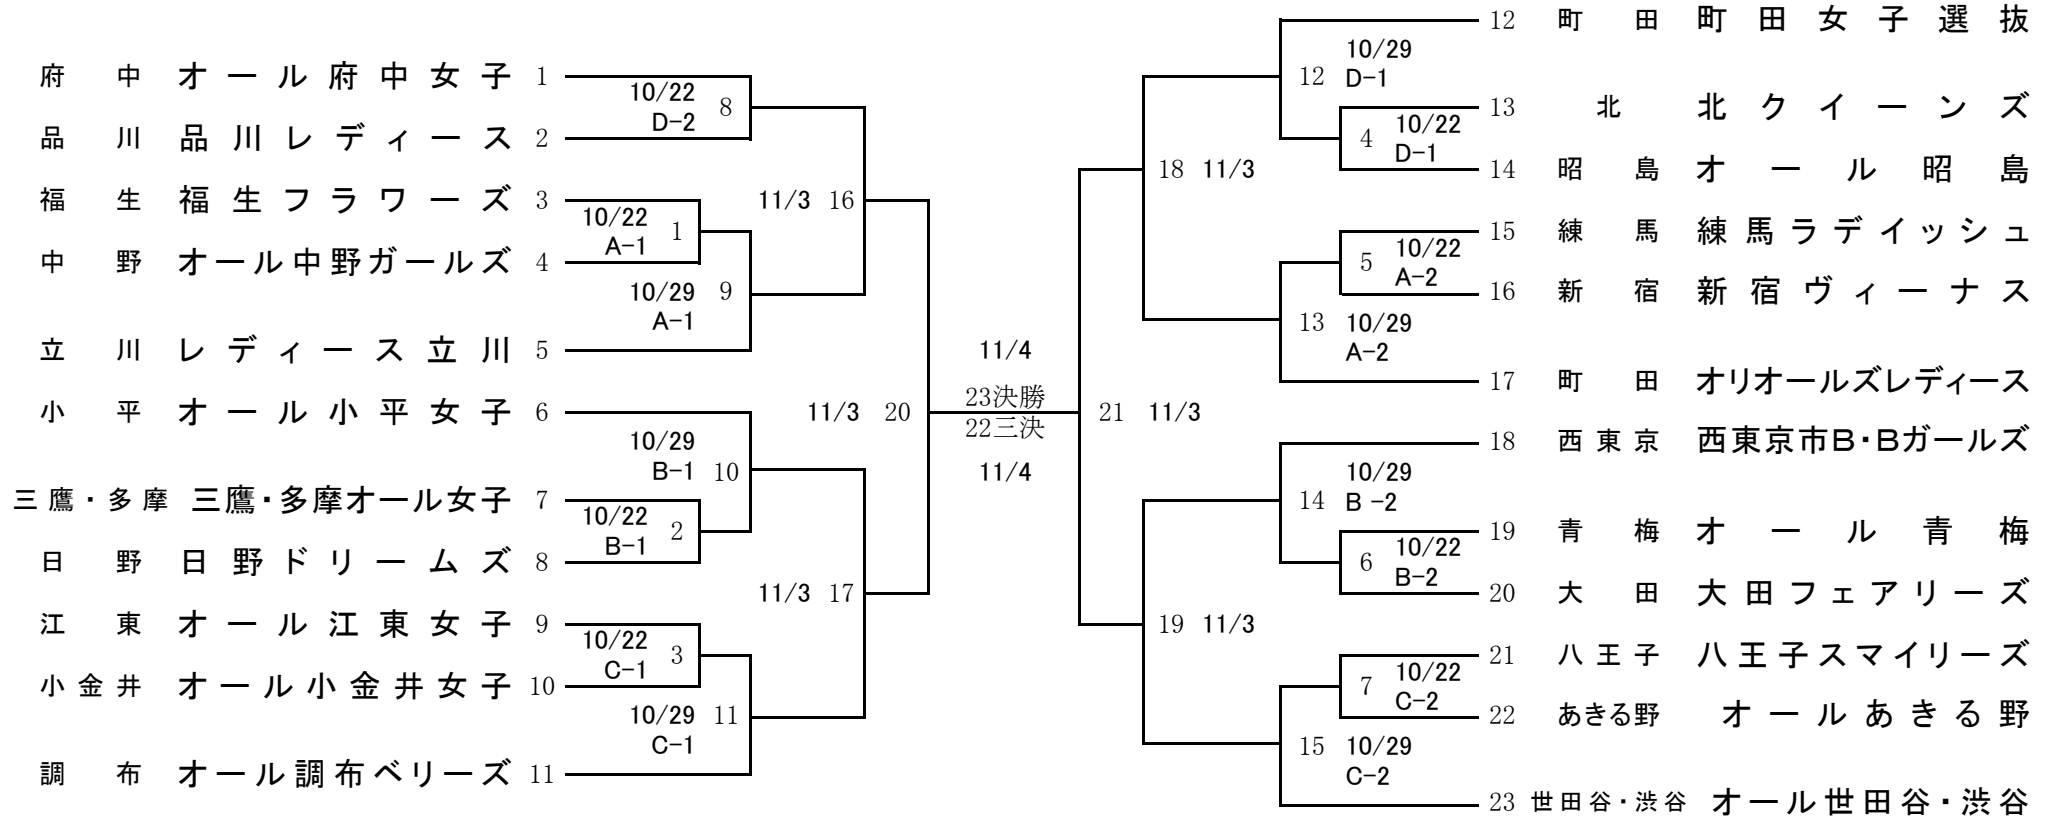 府中 オール府中女子 1
10/22
D-2 8
品川 品川レディース 2
福生 福生フラワーズ 3
10/22
A-1 1
11/3 16
中野 オール中野ガールズ 4
10/29 9
A-1
立川 レディース立川 5
小平 オール小平女子 6
11/3 20
10/29
B-1 10
三鷹・多摩 三鷹・多摩オール女子 7
10/22
B-1 2
日野 日野ドリームズ 8
11/3 17
江東 オール江東女子 9
10/22
C-1 3
小金井 オール小金井女子 10
10/29 11
C-1
調布 オール調布ベリーズ 11
11/4
23決勝
22三決
11/4
12 町田 町田女子選抜
12 10/29
D-1
13 北 北クイーンズ
4 10/22
D-1
14 昭島 オール昭島
18 11/3
15 練馬 練馬ラデイッシュ
5 10/22
A-2
16 新宿 新宿ヴィーナス
13 10/29
A-2
17 町田 オリオールズレディース
21 11/3
18 西東京 西東京市B・Bガールズ
14 10/29
B -2
19 青梅 オール青梅
6 10/22
B-2
20 大田 大田フェアリーズ
19 11/3
21 八王子 八王子スマイリーズ
7 10/22
C-2
22 あきる野 オールあきる野
15 10/29
C-2
23 世田谷・渋谷 オール世田谷・渋谷